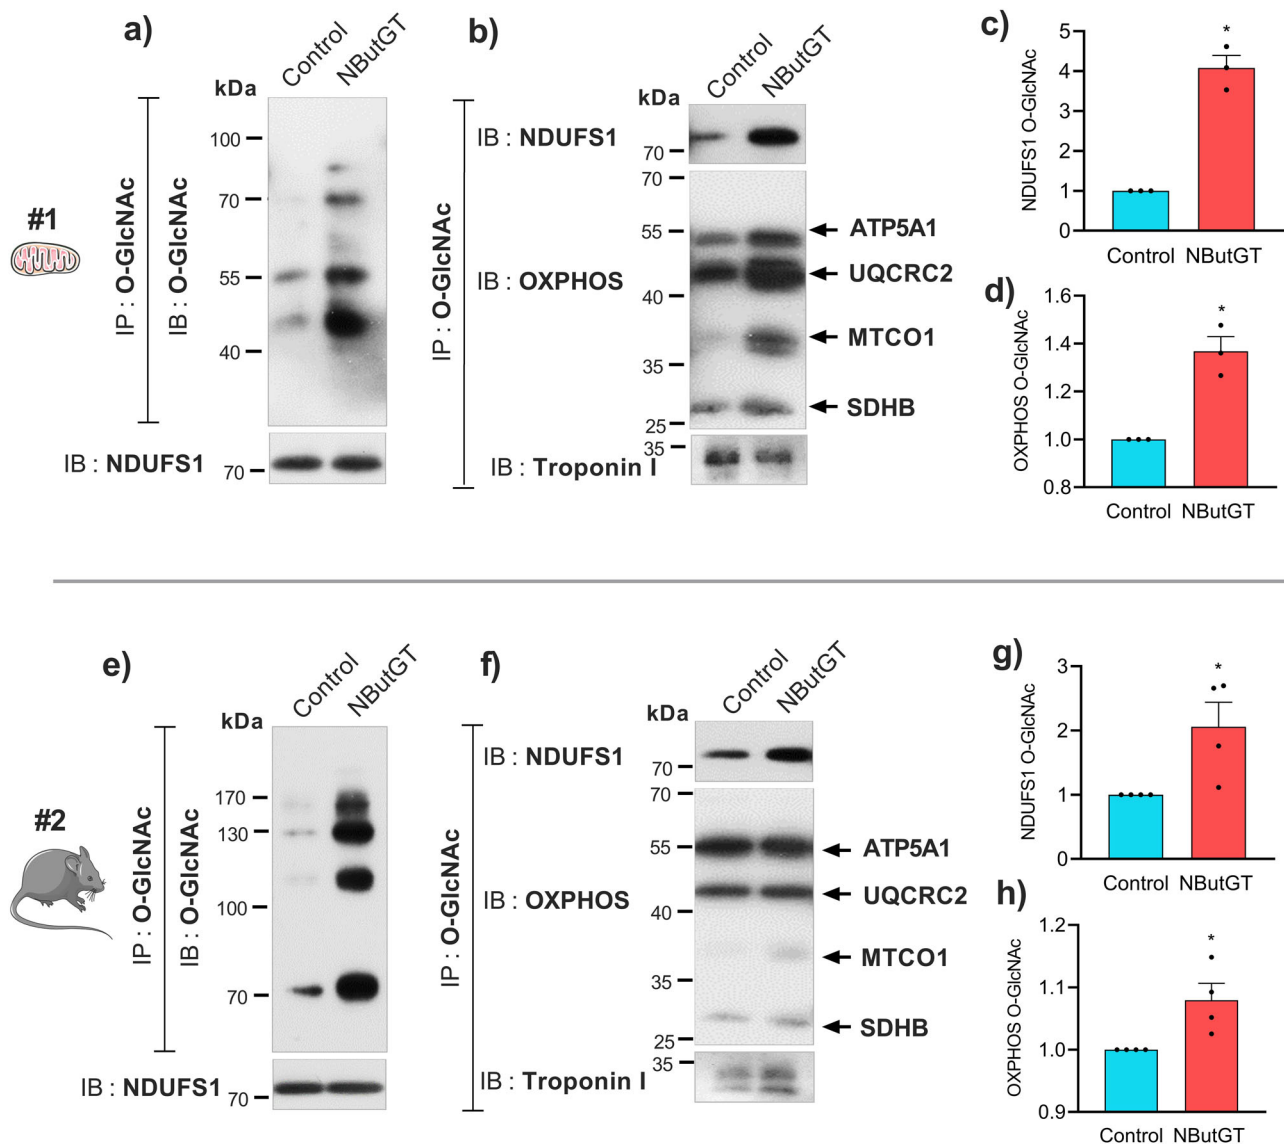 a)
Control
NButGT
kDa
100
70
55
40
#1
IP : O-GlcNAc
IB : O-GlcNAc
IB : NDUFS1
70
b)
Control
NButGT
kDa
IP : O-GlcNAc
IB : NDUFS1
70
70
55
40
35
25
IB : OXPHOS
ATP5A1
UQCRC2
MTCO1
SDHB
35
IB : Troponin I
c)
NDUFS1 O-GlcNAc
5
4
3
2
1
0
*
Control NButGT
d)
OXPHOS O-GlcNAc
1.6
1.4
1.2
1.0
0.8
*
Control NButGT
e)
Control
NButGT
kDa
170
130
100
70
#2
IP : O-GlcNAc
IB : O-GlcNAc
IB : NDUFS1
70
f)
Control
NButGT
kDa
IP : O-GlcNAc
IB : NDUFS1
70
70
55
40
35
25
IB : OXPHOS
ATP5A1
UQCRC2
MTCO1
SDHB
35
IB : Troponin I
g)
NDUFS1 O-GlcNAc
3
2
1
0
*
Control NButGT
h)
OXPHOS O-GlcNAc
1.2
1.1
1.0
0.9
*
Control NButGT